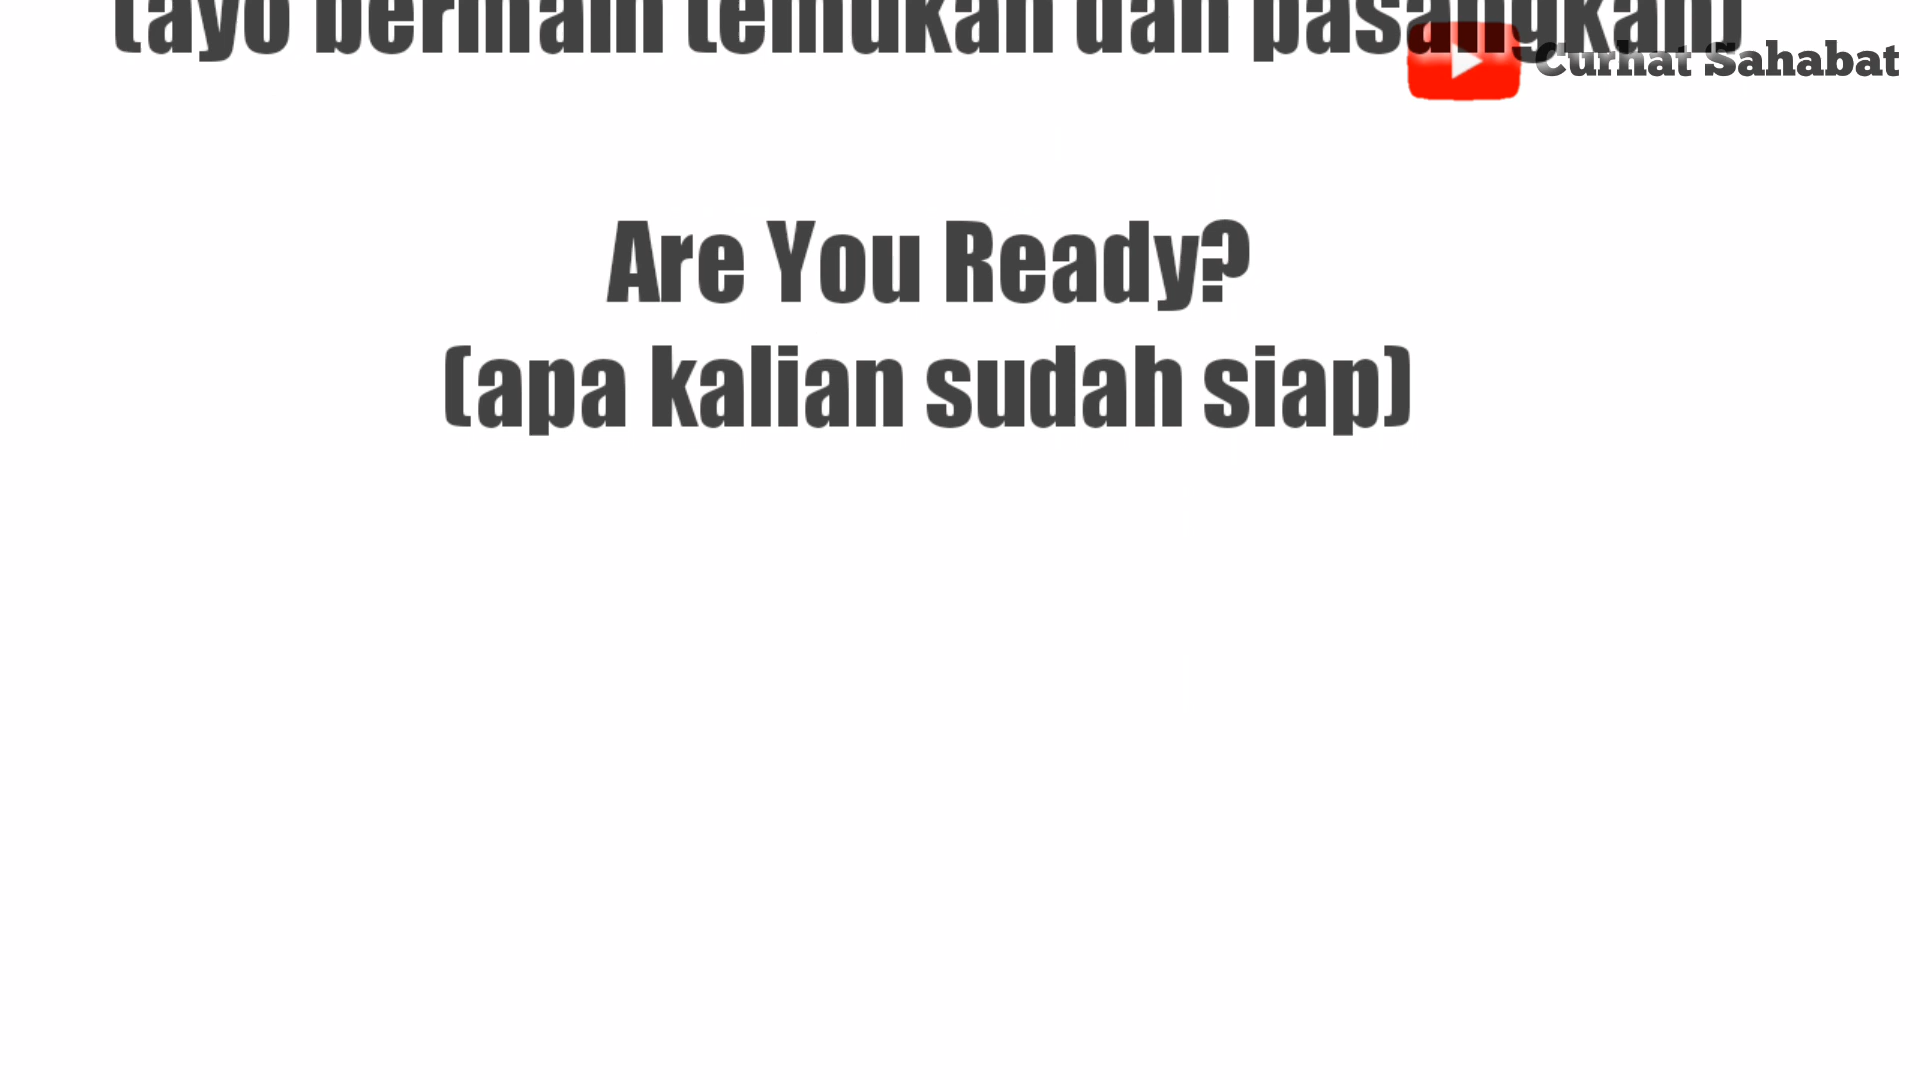 (ayo bermain temukan dan pasangkan)
Curhat Sahabat
Are You Ready?
(apa kalian sudah siap)